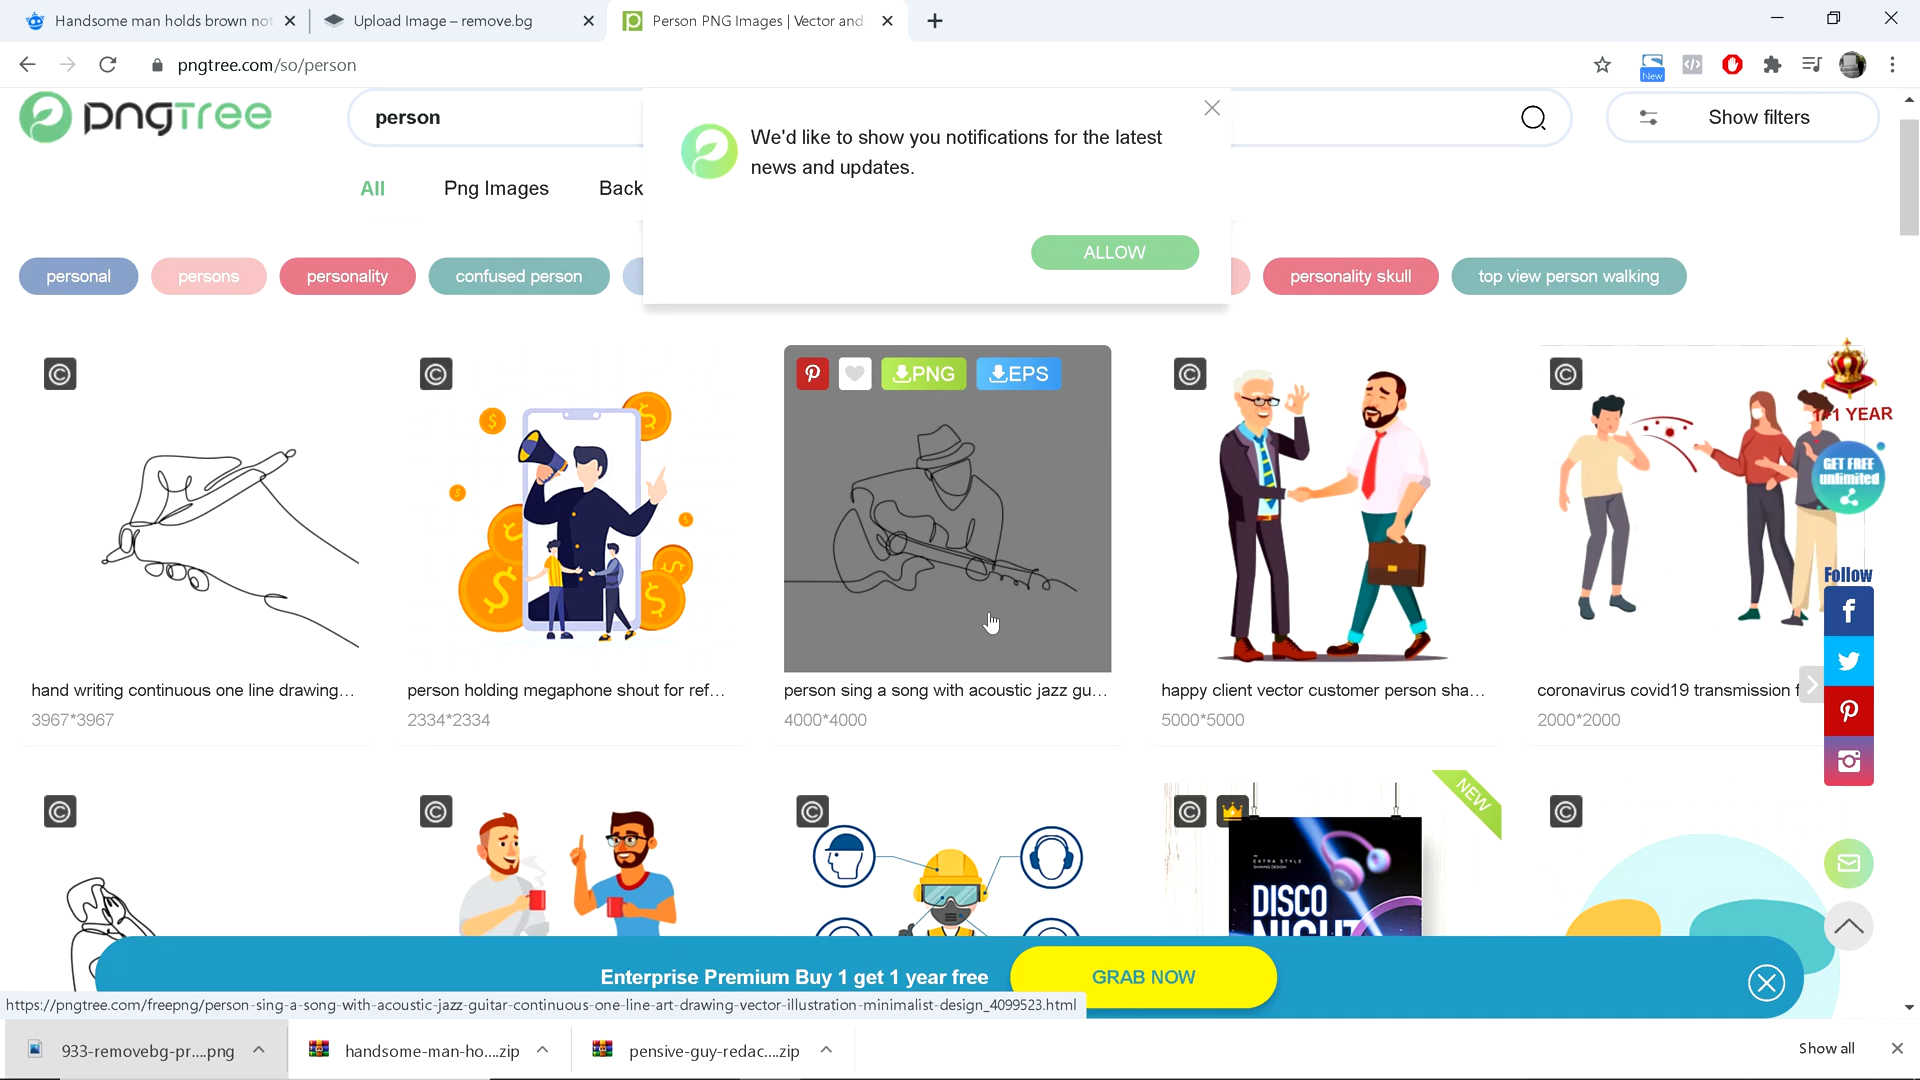 Handsome man holds brown not
Upload Image – remove.bg
Person PNG Images | Vector and
pngtree.com/so/person
New
pngtree
person
Show filters
We'd like to show you notifications for the latest
news and updates.
ALLOW
All
Png Images
Back
personal
persons
personality
confused person
personality skull
top view person walking
PNG
EPS
1+1 YEAR
GET FREE
unlimited
Follow
hand writing continuous one line drawing...
3967*3967
person holding megaphone shout for ref...
2334*2334
person sing a song with acoustic jazz gu...
4000*4000
happy client vector customer person sha...
5000*5000
coronavirus covid19 transmission f
2000*2000
NEW
EXTRA STYLE
DISCO
NIGHT
Enterprise Premium Buy 1 get 1 year free
GRAB NOW
https://pngtree.com/freepng/person-sing-a-song-with-acoustic-jazz-guitar-continuous-one-line-art-drawing-vector-illustration-minimalist-design_4099523.html
933-removebg-pr....png
handsome-man-ho....zip
pensive-guy-redac....zip
Show all